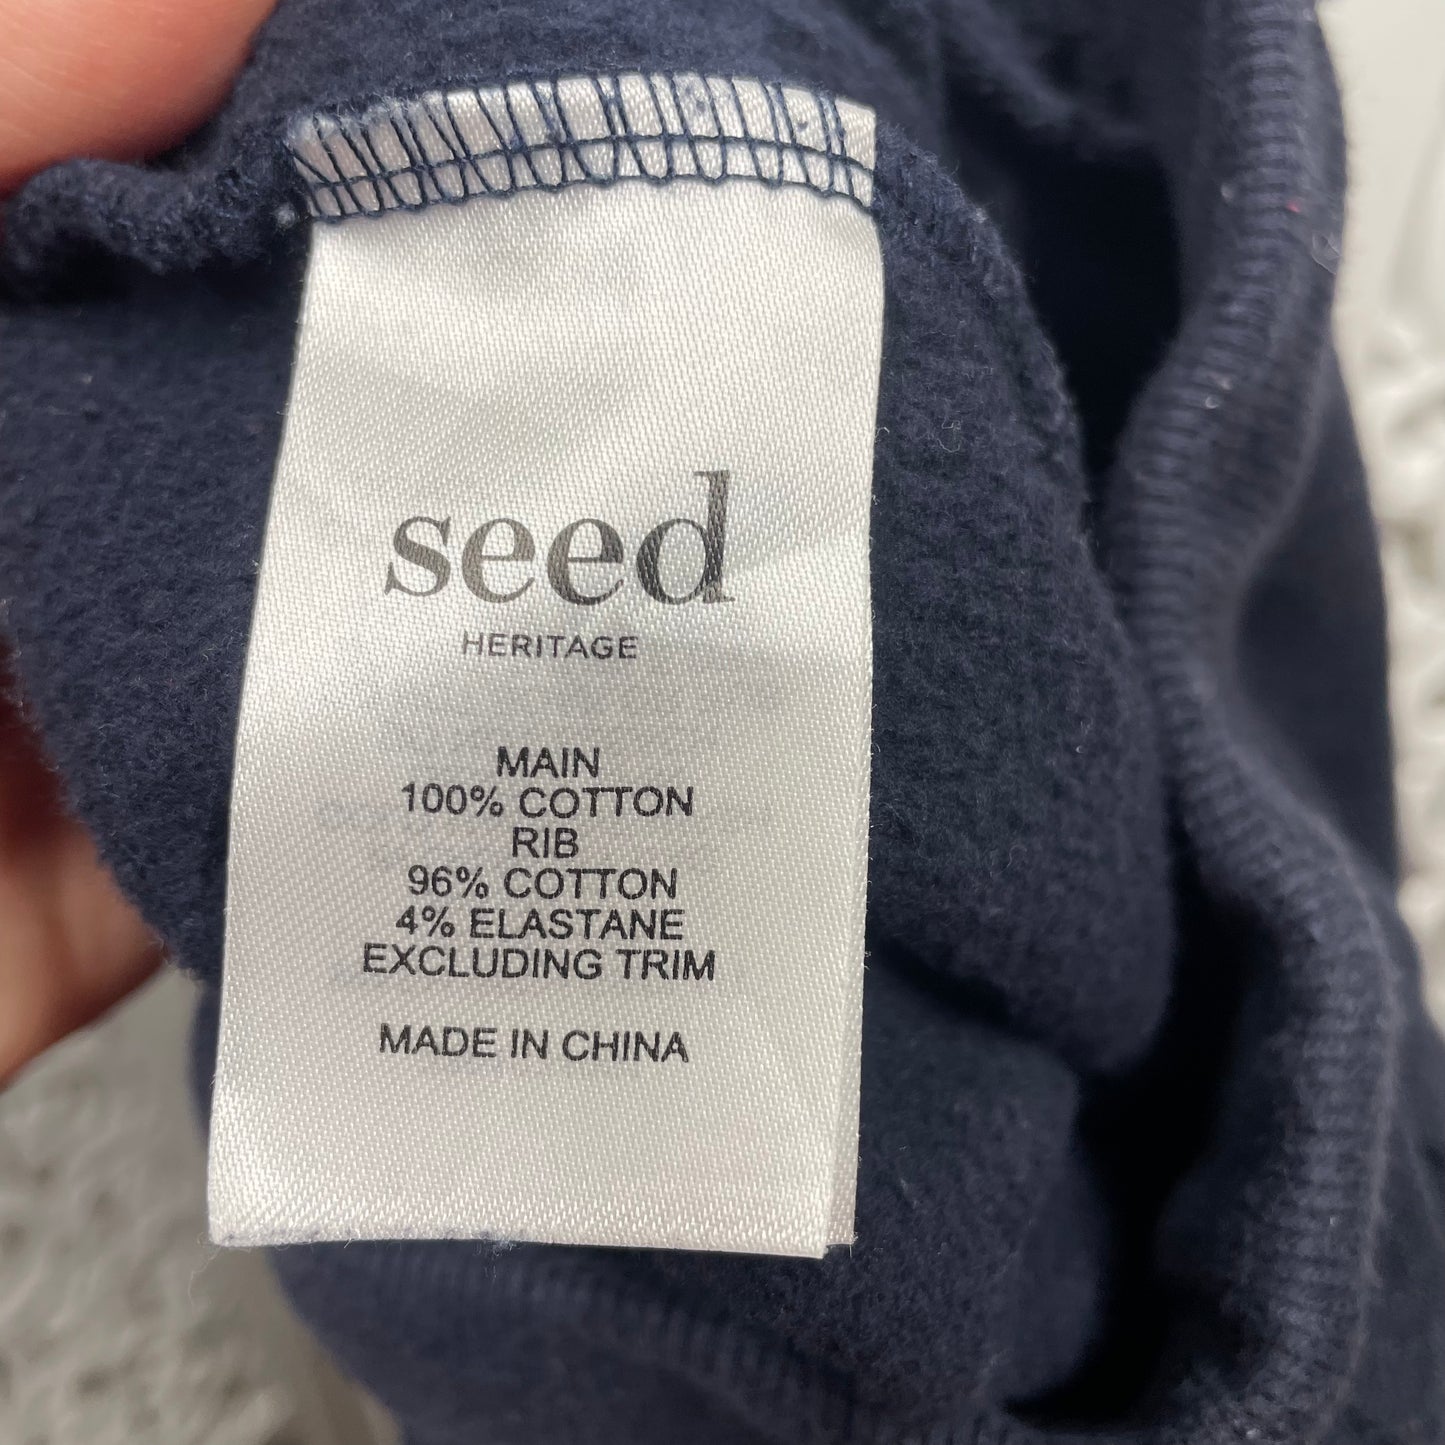 seed
HERITAGE
MAIN
100% COTTON
RIB
96% COTTON
4% ELASTANE
EXCLUDING TRIM
MADE IN CHINA